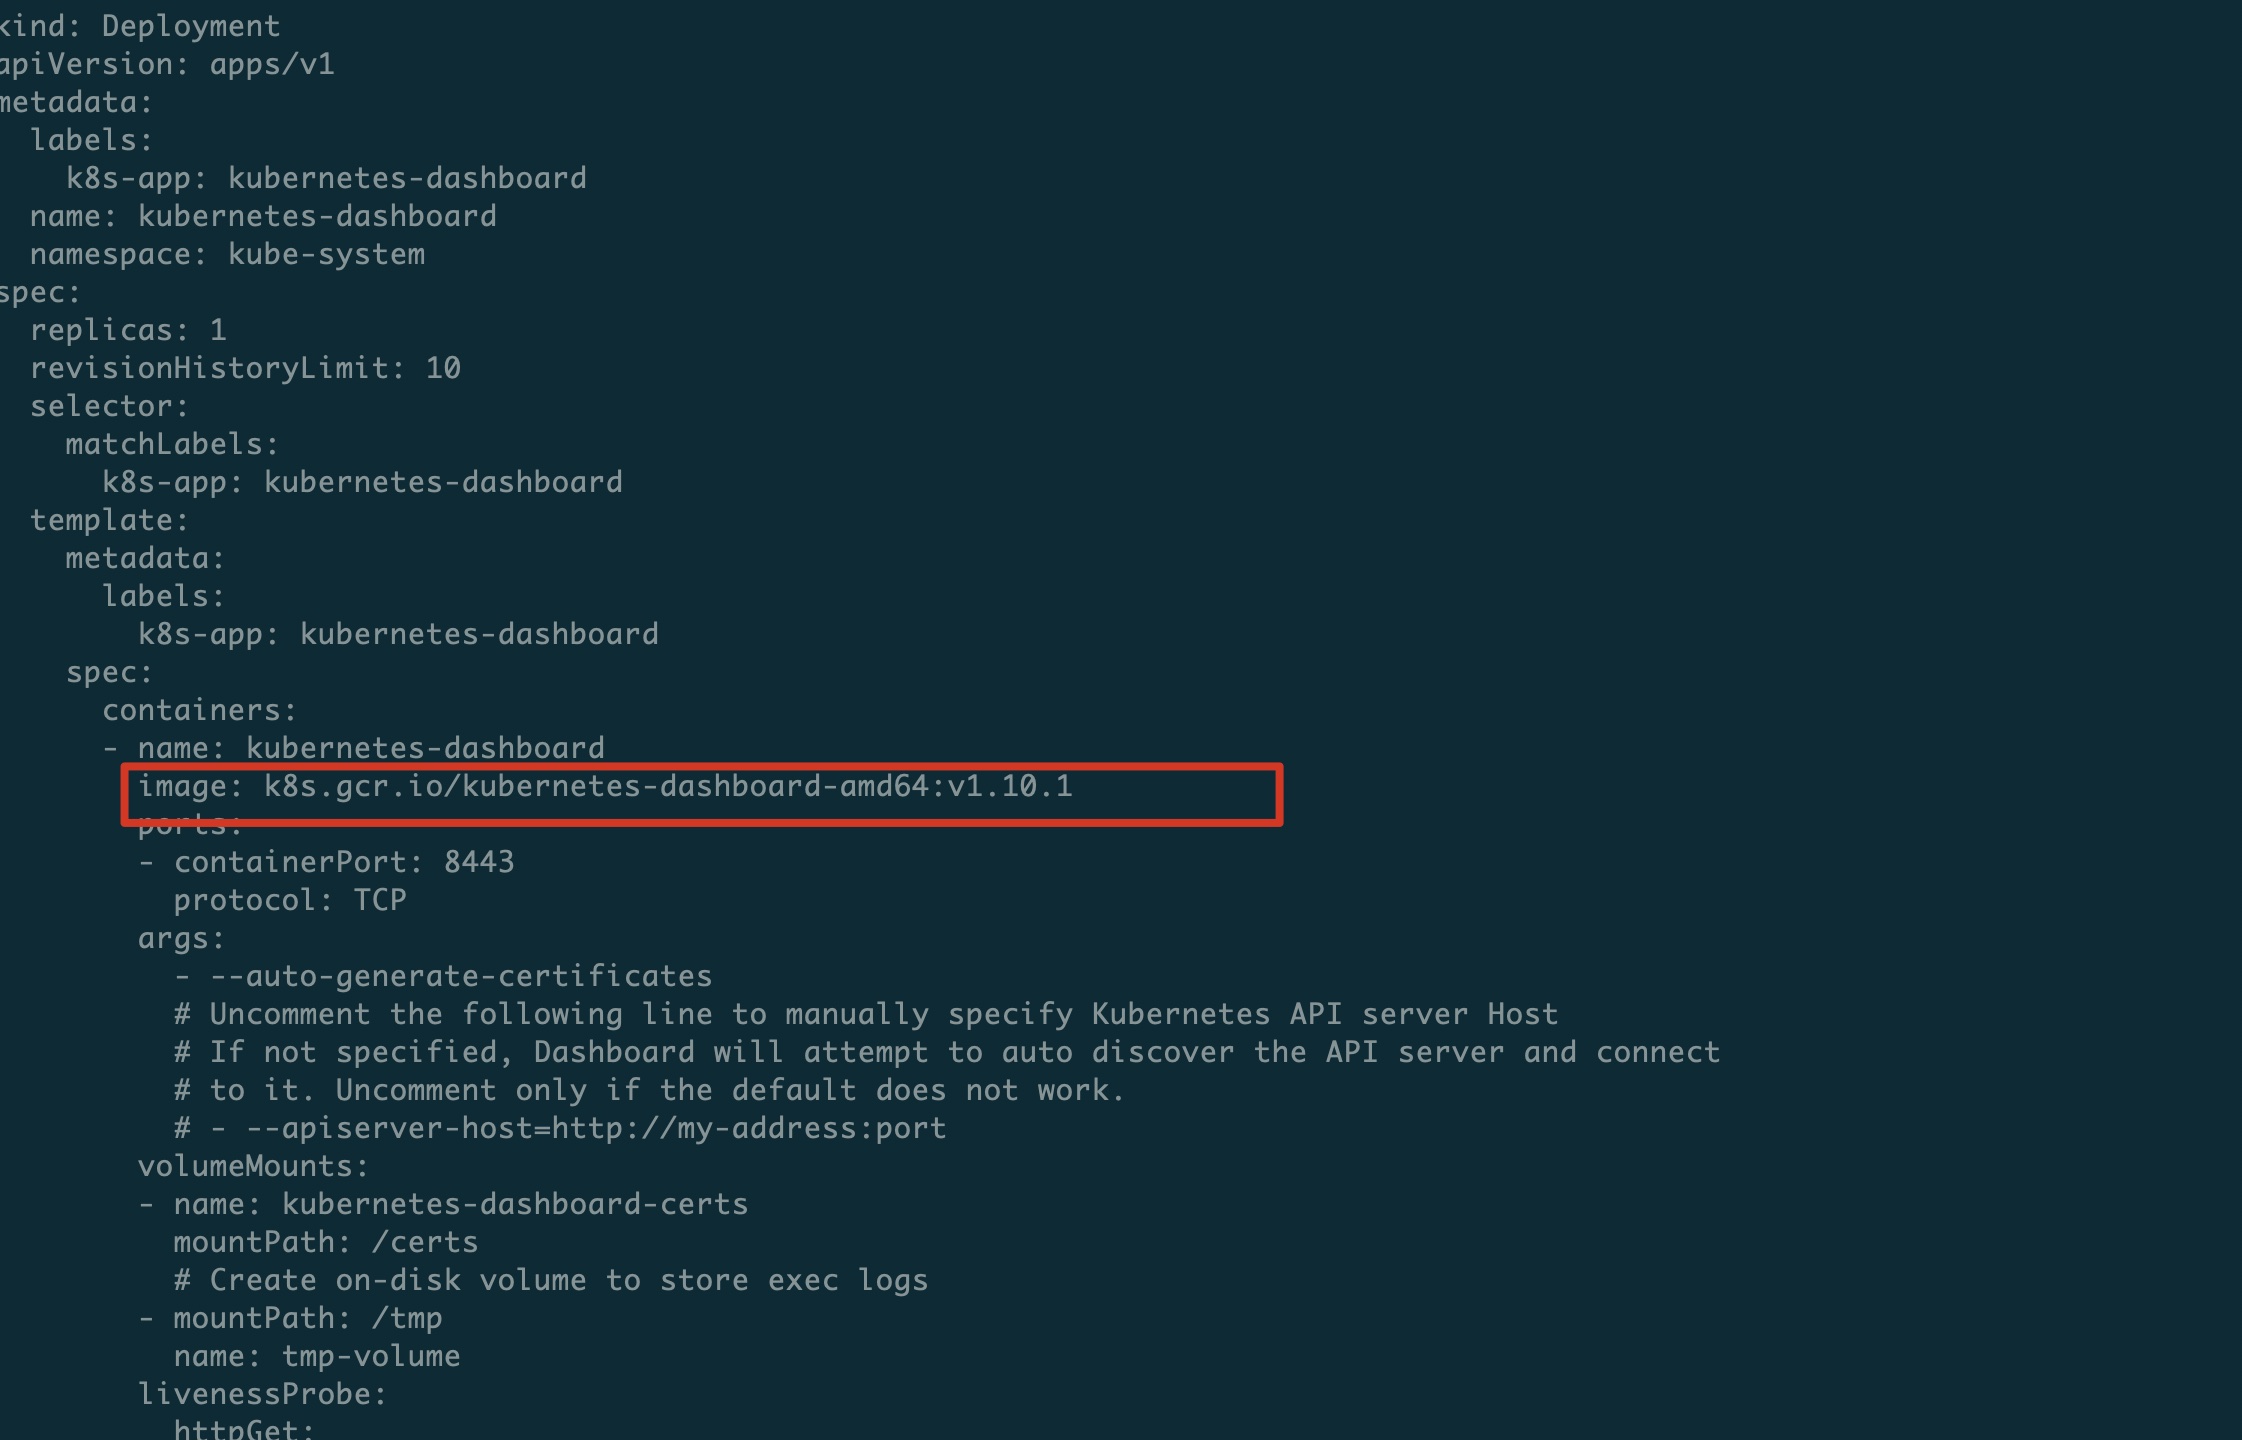 kind: Deployment
apiVersion: apps/v1
metadata:
  labels:
    k8s-app: kubernetes-dashboard
  name: kubernetes-dashboard
  namespace: kube-system
spec:
  replicas: 1
  revisionHistoryLimit: 10
  selector:
    matchLabels:
      k8s-app: kubernetes-dashboard
  template:
    metadata:
      labels:
        k8s-app: kubernetes-dashboard
    spec:
      containers:
      - name: kubernetes-dashboard
        image: k8s.gcr.io/kubernetes-dashboard-amd64:v1.10.1
        ports:
        - containerPort: 8443
          protocol: TCP
        args:
          - --auto-generate-certificates
          # Uncomment the following line to manually specify Kubernetes API server Host
          # If not specified, Dashboard will attempt to auto discover the API server and connect
          # to it. Uncomment only if the default does not work.
          # - --apiserver-host=http://my-address:port
        volumeMounts:
        - name: kubernetes-dashboard-certs
          mountPath: /certs
          # Create on-disk volume to store exec logs
        - mountPath: /tmp
          name: tmp-volume
        livenessProbe:
          httpGet: